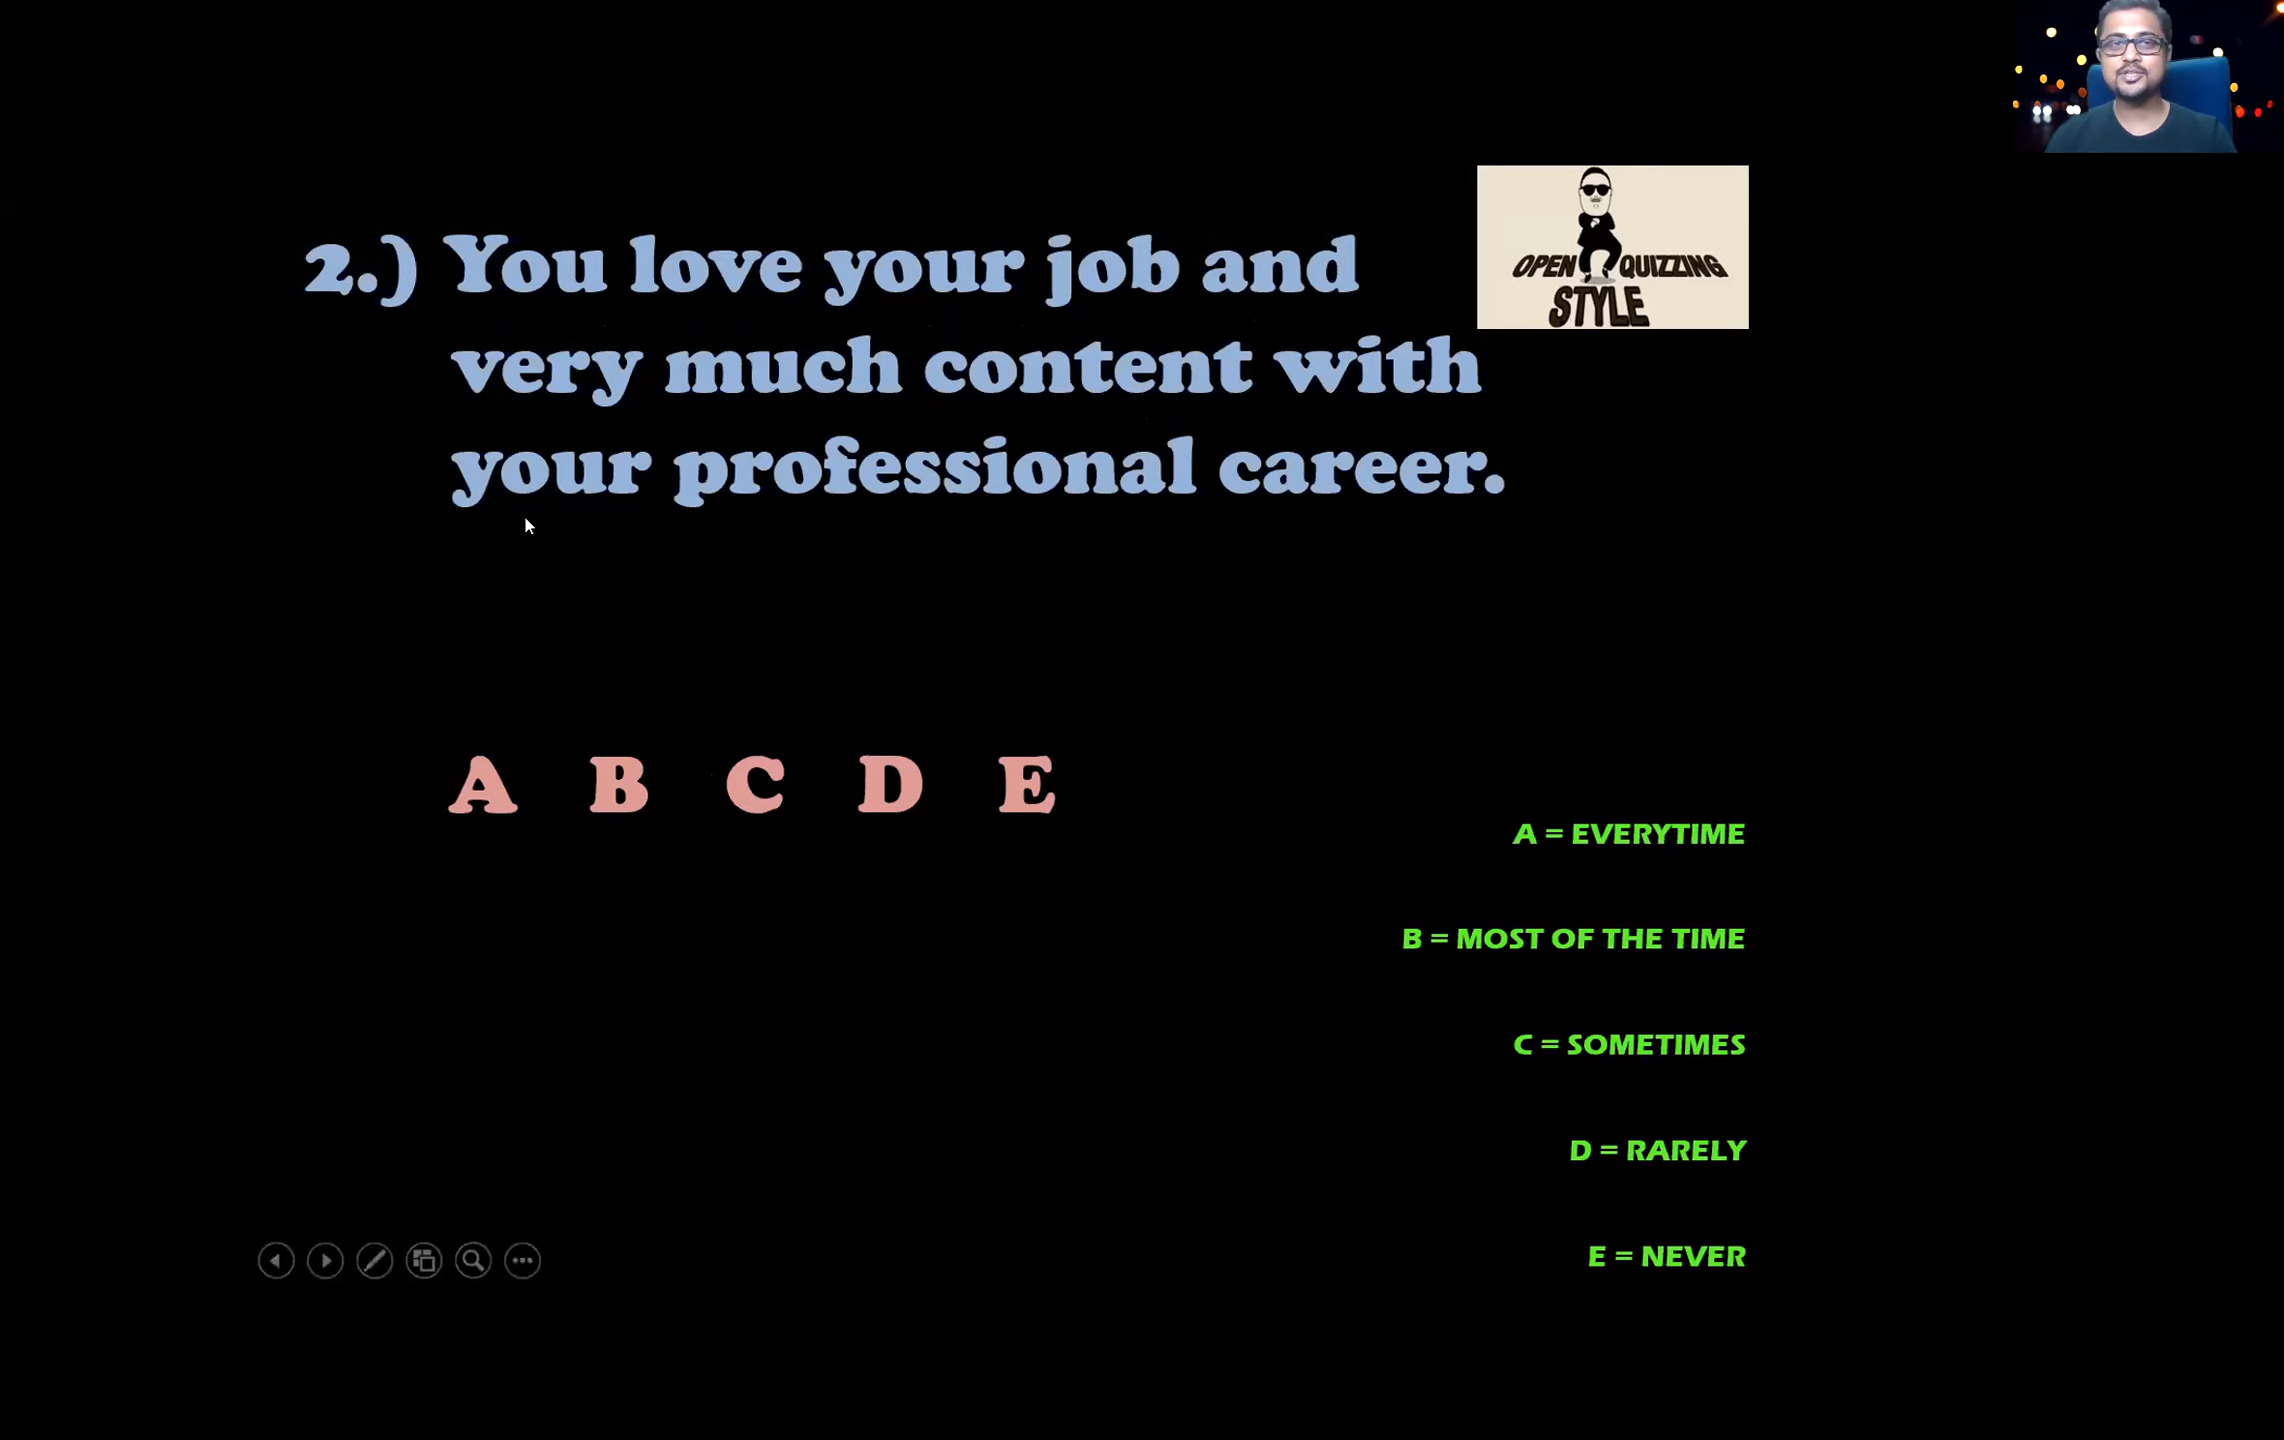 2.) You love your job and
very much content with
your professional career.
OPEN QUIZZING
STYLE
A B C D E
A = EVERYTIME
B = MOST OF THE TIME
C = SOMETIMES
D = RARELY
E = NEVER